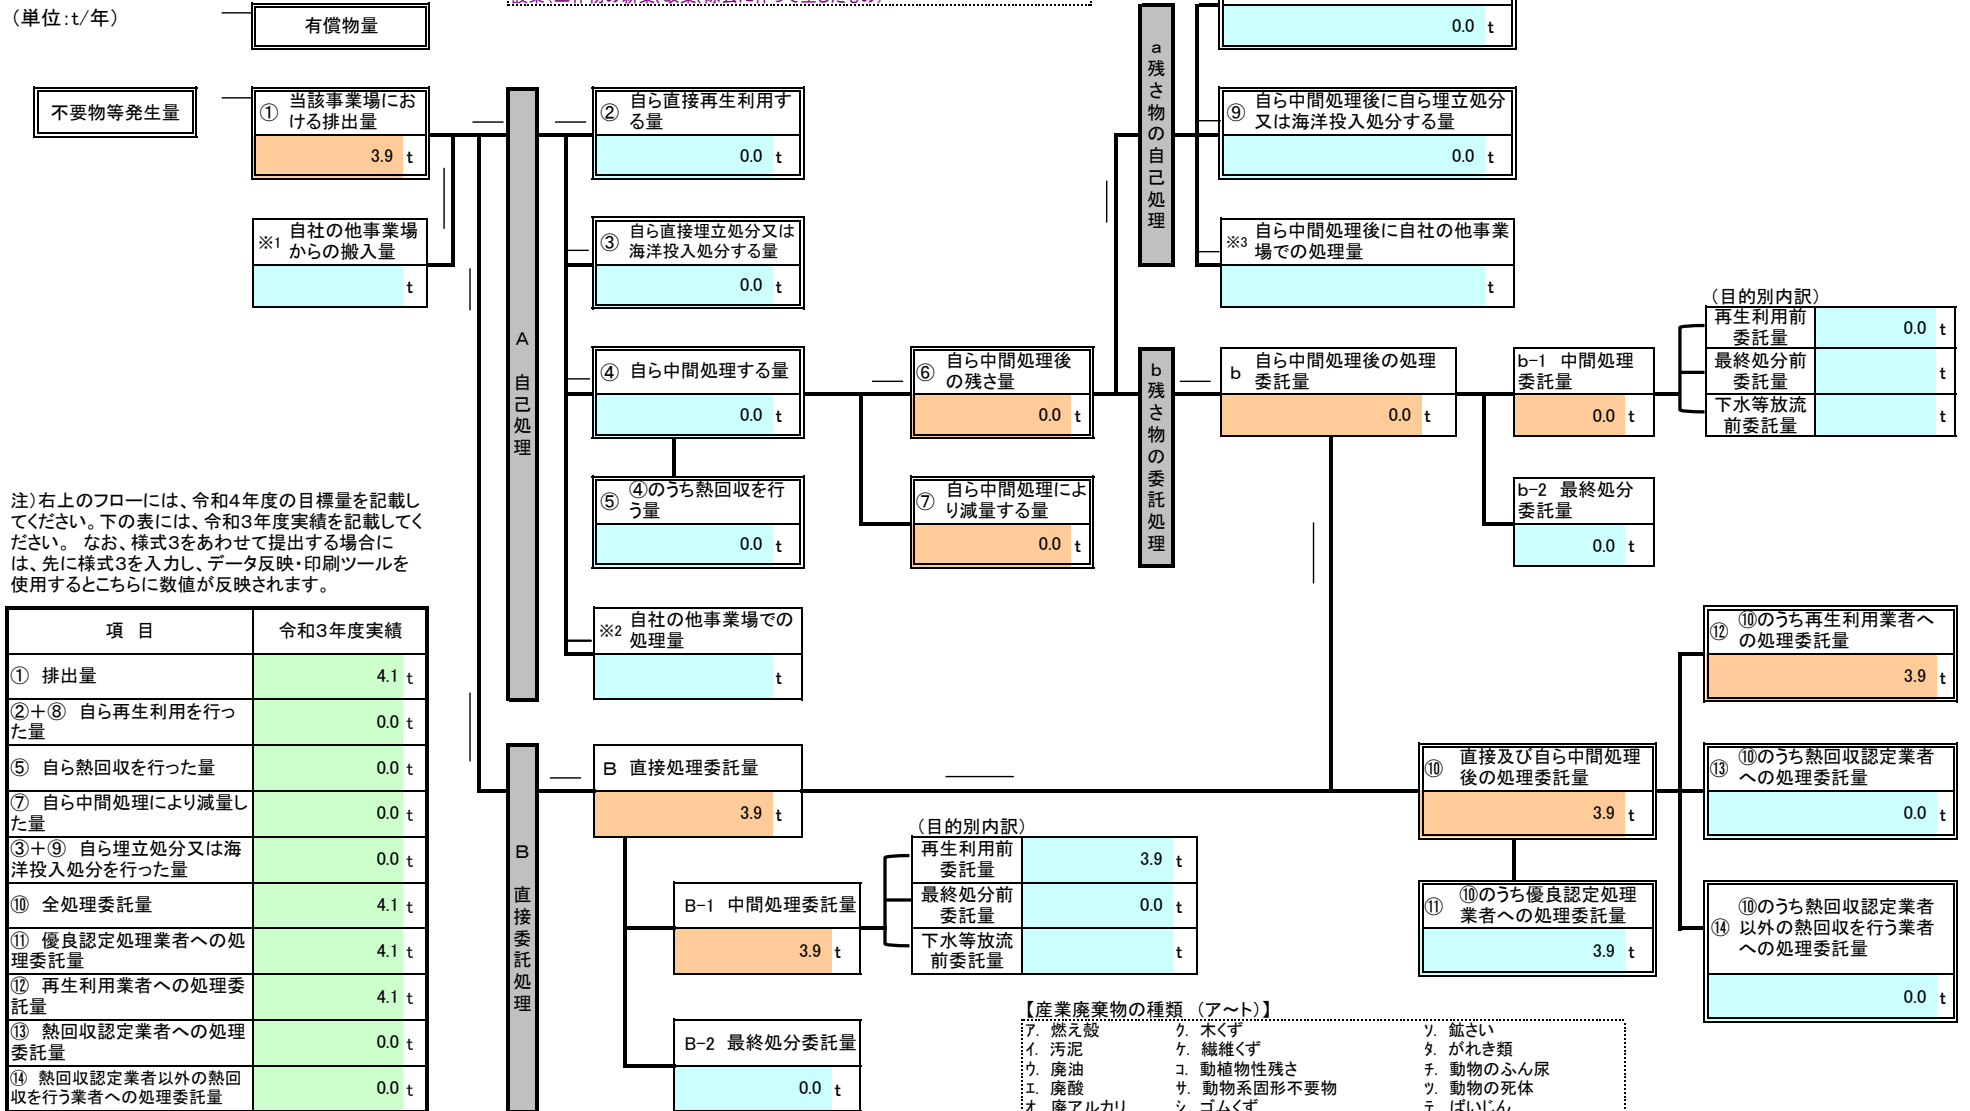 （単位:t/年）
有償物量
不要物等発生量
① 当該事業場にお
ける排出量
3.9 t
※1 自社の他事業場
からの搬入量
t
A 自己処理
② 自ら直接再生利用す
る量
0.0 t
③ 自ら直接埋立処分又は
海洋投入処分する量
0.0 t
④ 自ら中間処理する量
0.0 t
⑤ ④のうち熱回収を行
う量
0.0 t
※2 自社の他事業場での
処理量
t
⑥ 自ら中間処理後
の残さ量
0.0 t
⑦ 自ら中間処理によ
り減量する量
0.0 t
a残さ物の自己処理
0.0 t
⑨ 自ら中間処理後に自ら埋立処分
又は海洋投入処分する量
0.0 t
※3 自ら中間処理後に自社の他事業
場での処理量
t
b残さ物の委託処理
b 自ら中間処理後の処理
委託量
0.0 t
b-1 中間処理
委託量
0.0 t
b-2 最終処分
委託量
0.0 t
（目的別内訳）
再生利用前
委託量
0.0 t
最終処分前
委託量
t
下水等放流
前委託量
t
注）右上のフローには、令和４年度の目標量を記載し
てください。下の表には、令和３年度実績を記載してく
ださい。 なお、様式３をあわせて提出する場合に
は、先に様式３を入力し、データ反映・印刷ツールを
使用するとこちらに数値が反映されます。
項 目 令和３年度実績
① 排出量 4.1 t
②＋⑧ 自ら再生利用を行っ
た量
0.0 t
⑤ 自ら熱回収を行った量 0.0 t
⑦ 自ら中間処理により減量し
た量
0.0 t
③＋⑨ 自ら埋立処分又は海
洋投入処分を行った量
0.0 t
⑩ 全処理委託量 4.1 t
⑪ 優良認定処理業者への処
理委託量
4.1 t
⑫ 再生利用業者への処理委
託量
4.1 t
⑬ 熱回収認定業者への処理
委託量
0.0 t
⑭ 熱回収認定業者以外の熱回
収を行う業者への処理委託量
0.0 t
B 直接委託処理
B 直接処理委託量
3.9 t
B-1 中間処理委託量
3.9 t
B-2 最終処分委託量
0.0 t
（目的別内訳）
再生利用前
委託量
3.9 t
最終処分前
委託量
0.0 t
下水等放流
前委託量
t
⑩ 直接及び自ら中間処理
後の処理委託量
3.9 t
⑪ ⑩のうち優良認定処理
業者への処理委託量
3.9 t
⑫ ⑩のうち再生利用業者へ
の処理委託量
3.9 t
⑬ ⑩のうち熱回収認定業者
への処理委託量
0.0 t
⑭ ⑩のうち熱回収認定業者
以外の熱回収を行う業者
への処理委託量
0.0 t
【産業廃棄物の種類 （ア～ト）】
ｱ. 燃え殻 ｸ. 木くず ｿ. 鉱さい
ｲ. 汚泥 ｹ. 繊維くず ﾀ. がれき類
ｳ. 廃油 ｺ. 動植物性残さ ﾁ. 動物のふん尿
ｴ. 廃酸 ｻ. 動物系固形不要物 ﾂ. 動物の死体
ｵ. 廃アルカリ ｼ. ゴムくず ﾃ. ばいじん